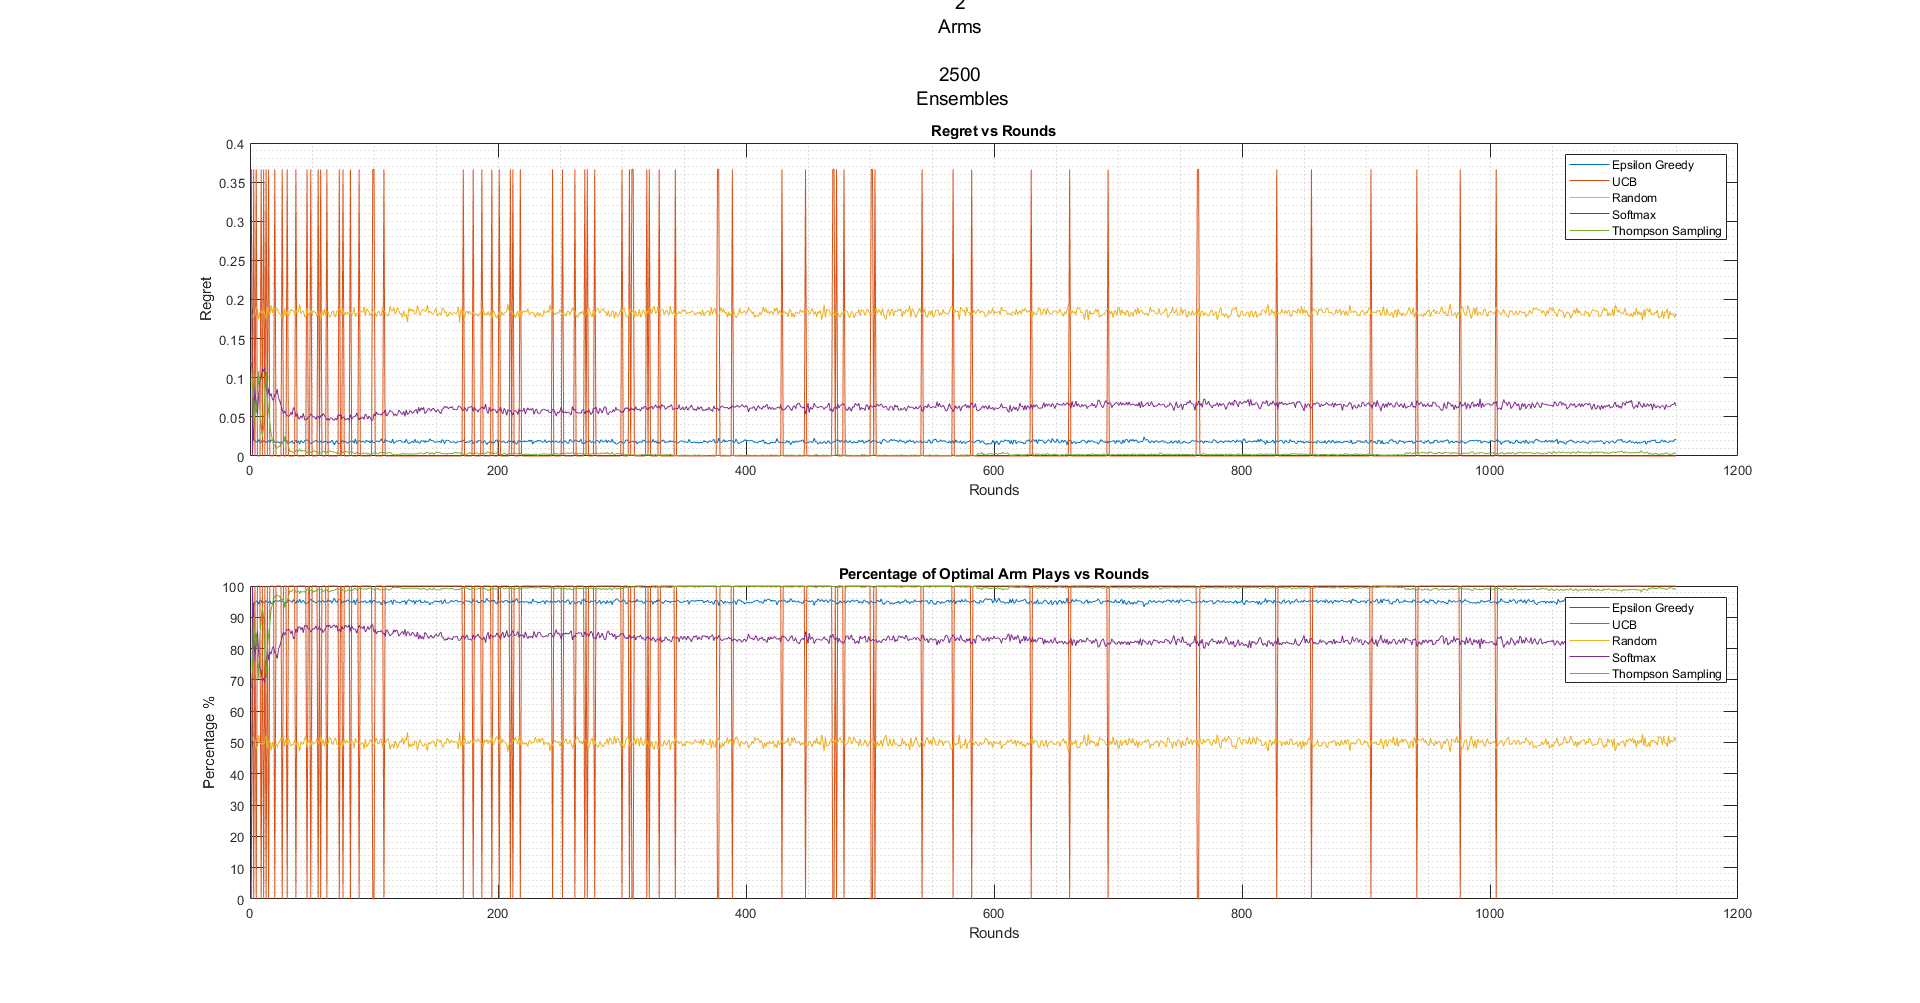 2
Arms
2500
Ensembles
Regret vs Rounds
0.4
0.35
0.3
0.25
0.2
0.15
0.1
0.05
0
Regret
Epsilon Greedy
UCB
Random
Softmax
Thompson Sampling
0 200 400 600 800 1000 1200
Rounds
Percentage of Optimal Arm Plays vs Rounds
100
90
80
70
60
50
40
30
20
10
0
Percentage %
Epsilon Greedy
UCB
Random
Softmax
Thompson Sampling
0 200 400 600 800 1000 1200
Rounds